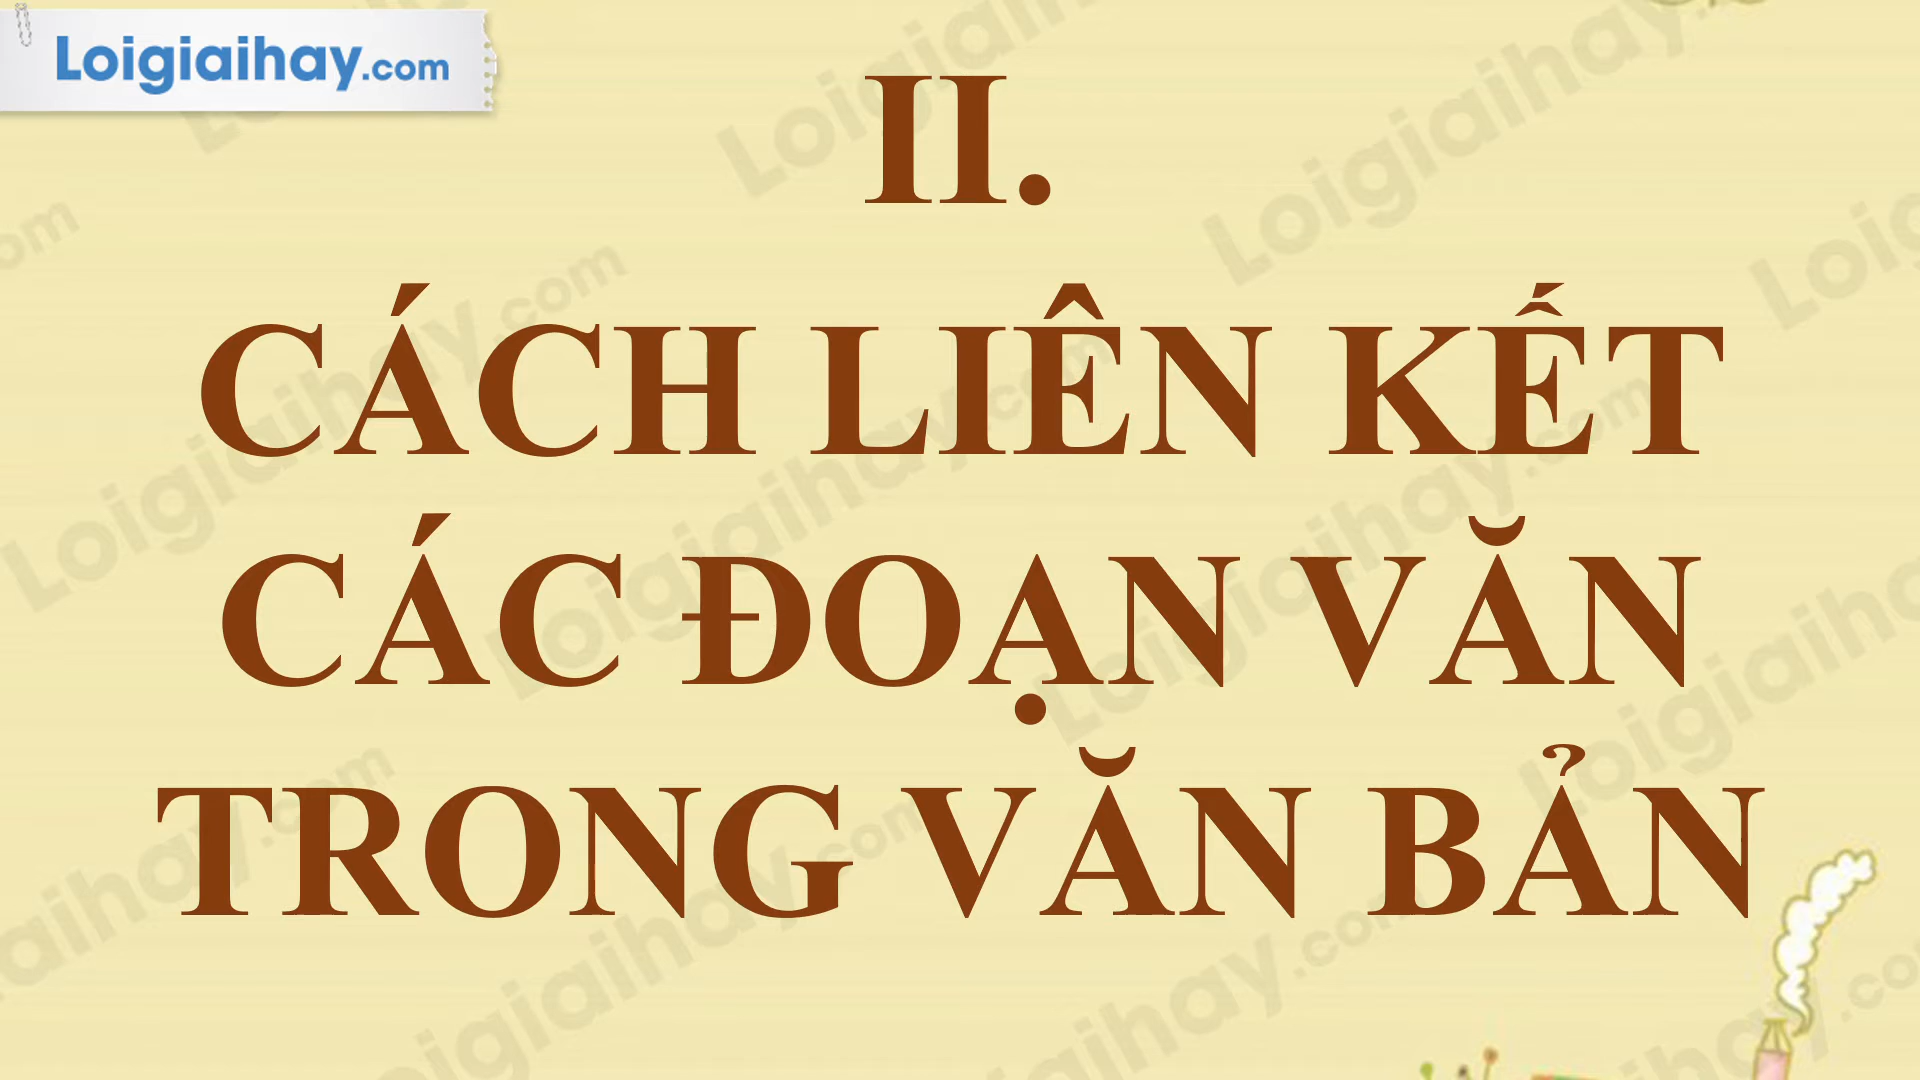 Loigiaihay.com
II.
CÁCH LIÊN KẾT
CÁC ĐOẠN VĂN
TRONG VĂN BẢN